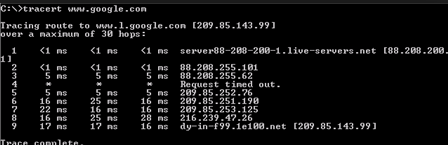 C:\>tracert www.google.com
Tracing route to www.l.google.com [209.85.143.99]
over a maximum of 30 hops:
1 <1 ms <1 ms <1 ms server88-208-200-1.live-servers.net [88.208.200.
1]
2 <1 ms <1 ms <1 ms 88.208.255.101
3 5 ms 5 ms 5 ms 88.208.255.62
4 * * * Request timed out.
5 5 ms 5 ms 5 ms 209.85.252.76
6 16 ms 25 ms 16 ms 209.85.251.190
7 22 ms 16 ms 16 ms 209.85.253.125
8 16 ms 25 ms 28 ms 216.239.47.26
9 17 ms 17 ms 16 ms dy-in-f99.1e100.net [209.85.143.99]
Trace complete.